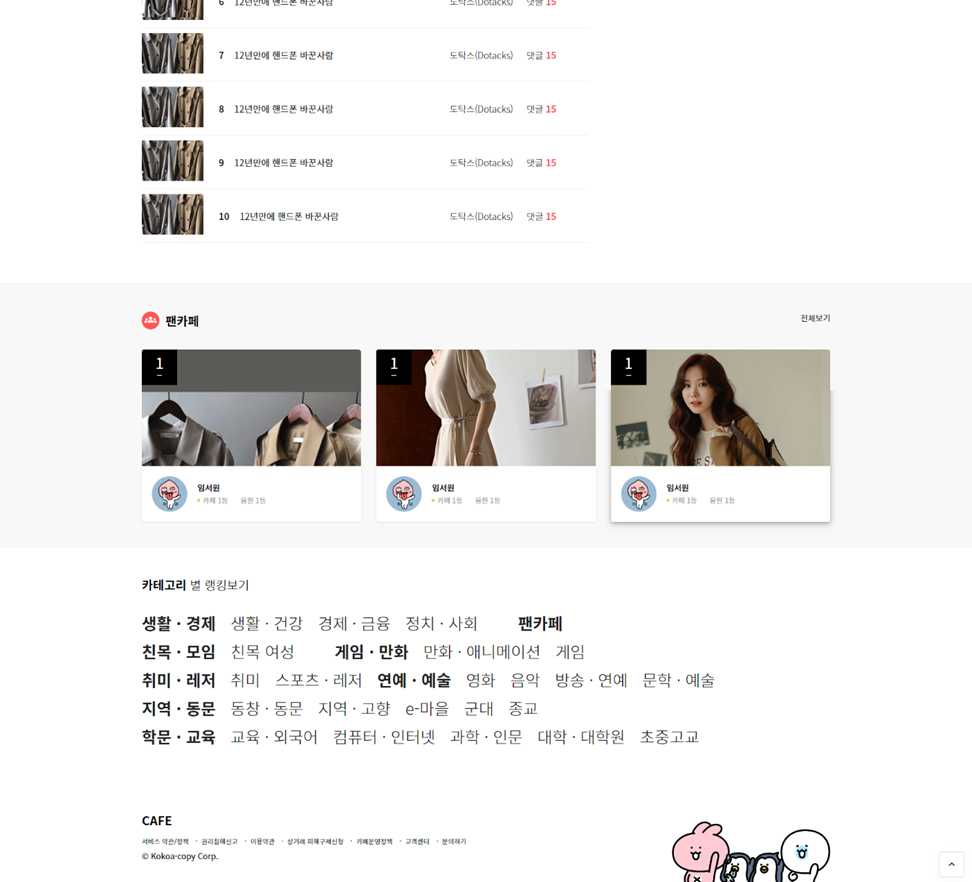 6 12년만에 핸드폰 바꾼사람 도탁스(Dotacks) 댓글 15
7 12년만에 핸드폰 바꾼사람 도탁스(Dotacks) 댓글 15
8 12년만에 핸드폰 바꾼사람 도탁스(Dotacks) 댓글 15
9 12년만에 핸드폰 바꾼사람 도탁스(Dotacks) 댓글 15
10 12년만에 핸드폰 바꾼사람 도탁스(Dotacks) 댓글 15
팬카페 전체보기
1 1 1
임서원 임서원 임서원
카페 1등 응원 1등 카페 1등 응원 1등 카페 1등 응원 1등
카테고리 별 랭킹보기
생활 · 경제 생활 · 건강 경제 · 금융 정치 · 사회 팬카페
친목 · 모임 친목 여성 게임 · 만화 만화 · 애니메이션 게임
취미 · 레저 취미 스포츠 · 레저 연예 · 예술 영화 음악 방송 · 연예 문학 · 예술
지역 · 동문 동창 · 동문 지역 · 고향 e-마을 군대 종교
학문 · 교육 교육 · 외국어 컴퓨터 · 인터넷 과학 · 인문 대학 · 대학원 초중고교
CAFE
서비스 약관/정책 · 권리침해신고 · 이용약관 · 상거래 피해구제신청 · 카페운영정책 · 고객센터 · 문의하기
© Kokoa-copy Corp.